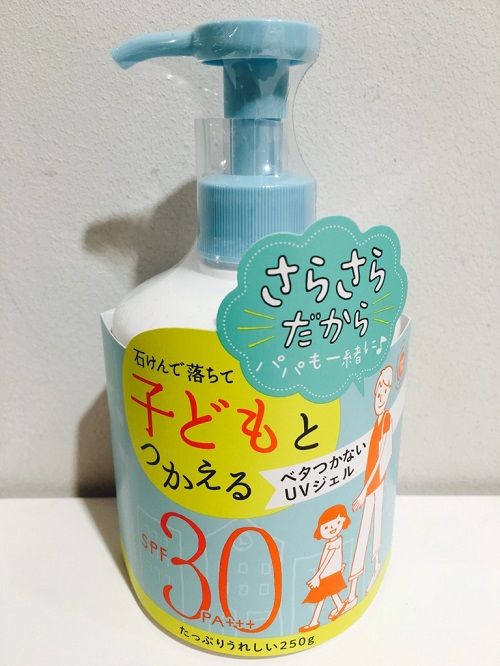 さらさら
だから
パパも一緒に♪
石けんで落ちて
子どもと
つかえる
ベタつかない
UVジェル
SPF
30
PA+++
たっぷりうれしい250g